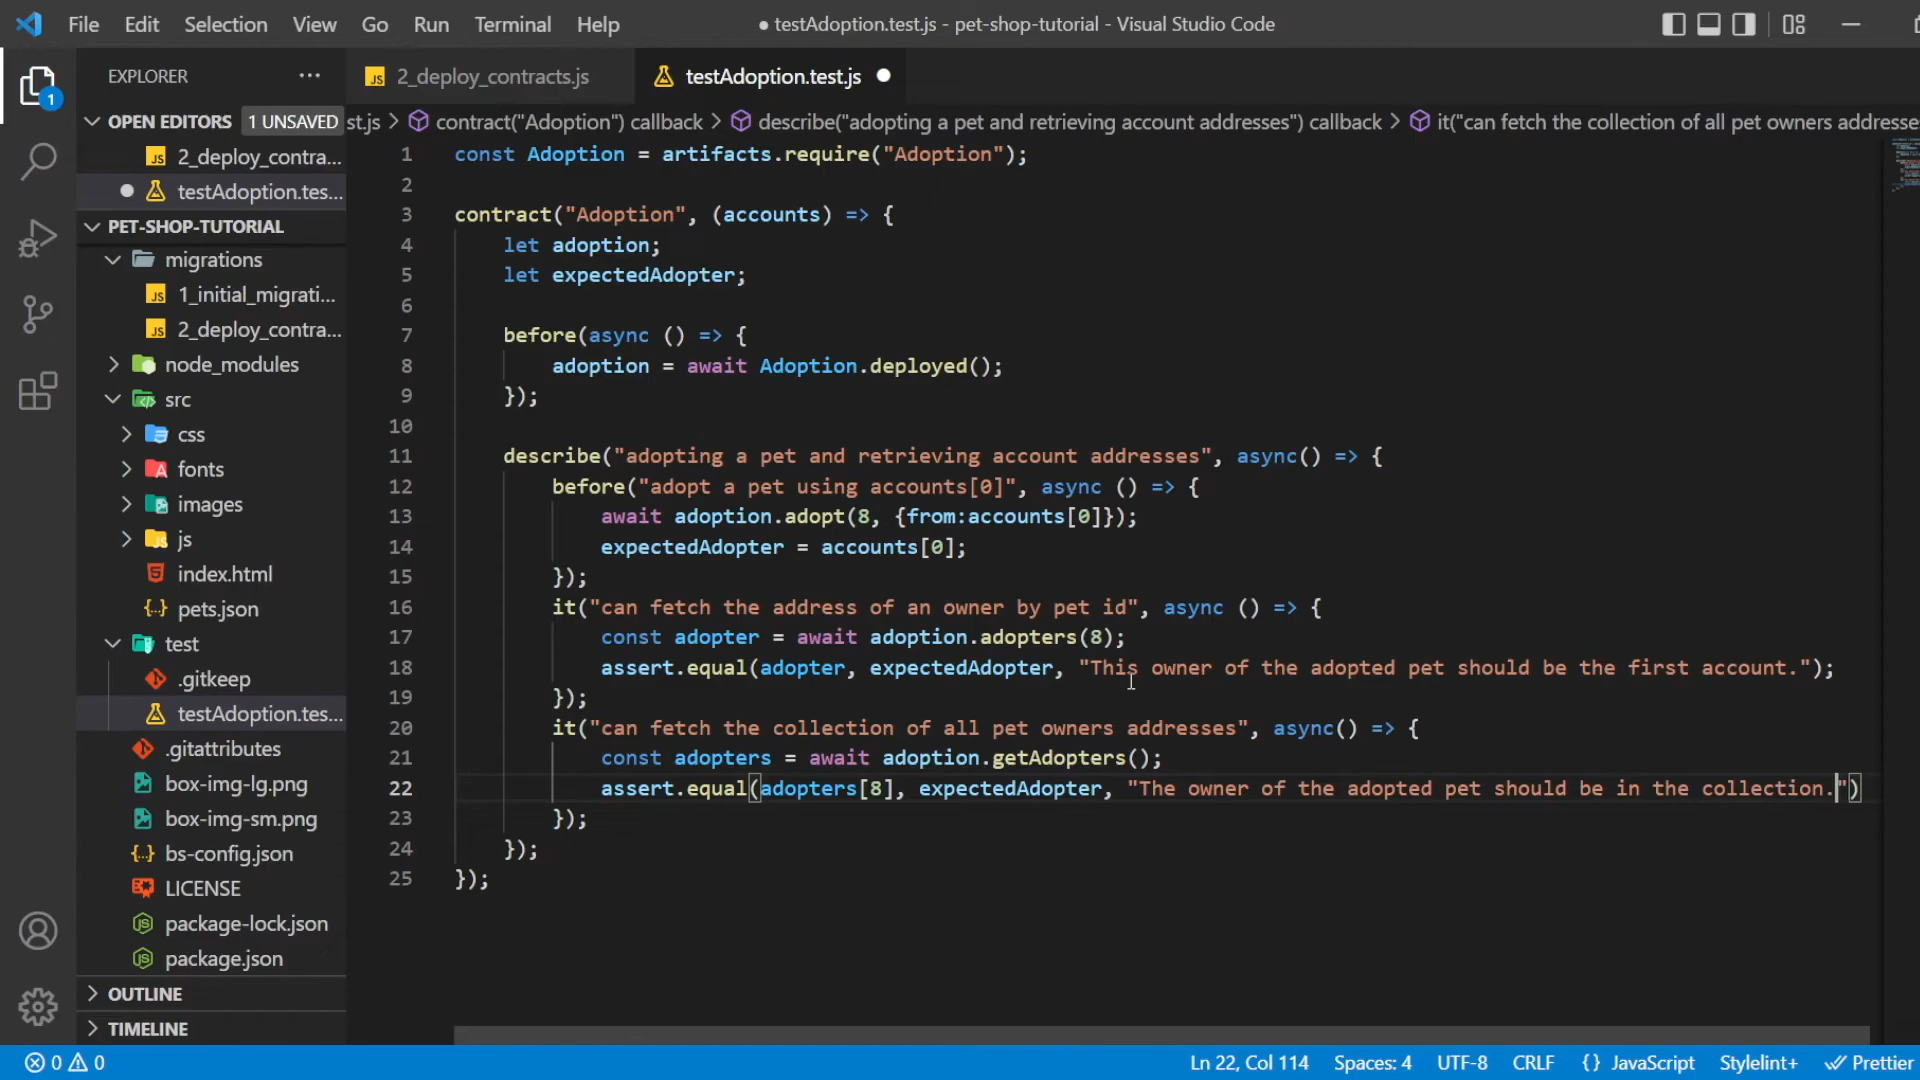 File Edit Selection View Go Run Terminal Help
● testAdoption.test.js - pet-shop-tutorial - Visual Studio Code
EXPLORER ···
2_deploy_contracts.js
testAdoption.test.js ●
1
OPEN EDITORS 1 UNSAVED
st.js > contract("Adoption") callback > describe("adopting a pet and retrieving account addresses") callback > it("can fetch the collection of all pet owners addresses
2_deploy_contra...
testAdoption.tes...
PET-SHOP-TUTORIAL
migrations
1_initial_migrati...
2_deploy_contra...
node_modules
src
css
fonts
images
js
index.html
pets.json
test
.gitkeep
testAdoption.tes...
.gitattributes
box-img-lg.png
box-img-sm.png
bs-config.json
LICENSE
package-lock.json
package.json
OUTLINE
TIMELINE
1 const Adoption = artifacts.require("Adoption");
2
3 contract("Adoption", (accounts) => {
4     let adoption;
5     let expectedAdopter;
6
7     before(async () => {
8         adoption = await Adoption.deployed();
9     });
10
11     describe("adopting a pet and retrieving account addresses", async() => {
12         before("adopt a pet using accounts[0]", async () => {
13             await adoption.adopt(8, {from:accounts[0]});
14             expectedAdopter = accounts[0];
15         });
16         it("can fetch the address of an owner by pet id", async () => {
17             const adopter = await adoption.adopters(8);
18             assert.equal(adopter, expectedAdopter, "This owner of the adopted pet should be the first account.");
19         });
20         it("can fetch the collection of all pet owners addresses", async() => {
21             const adopters = await adoption.getAdopters();
22             assert.equal(adopters[8], expectedAdopter, "The owner of the adopted pet should be in the collection.")
23         });
24     });
25 });
0 0
Ln 22, Col 114 Spaces: 4 UTF-8 CRLF {} JavaScript Stylelint+ Prettier